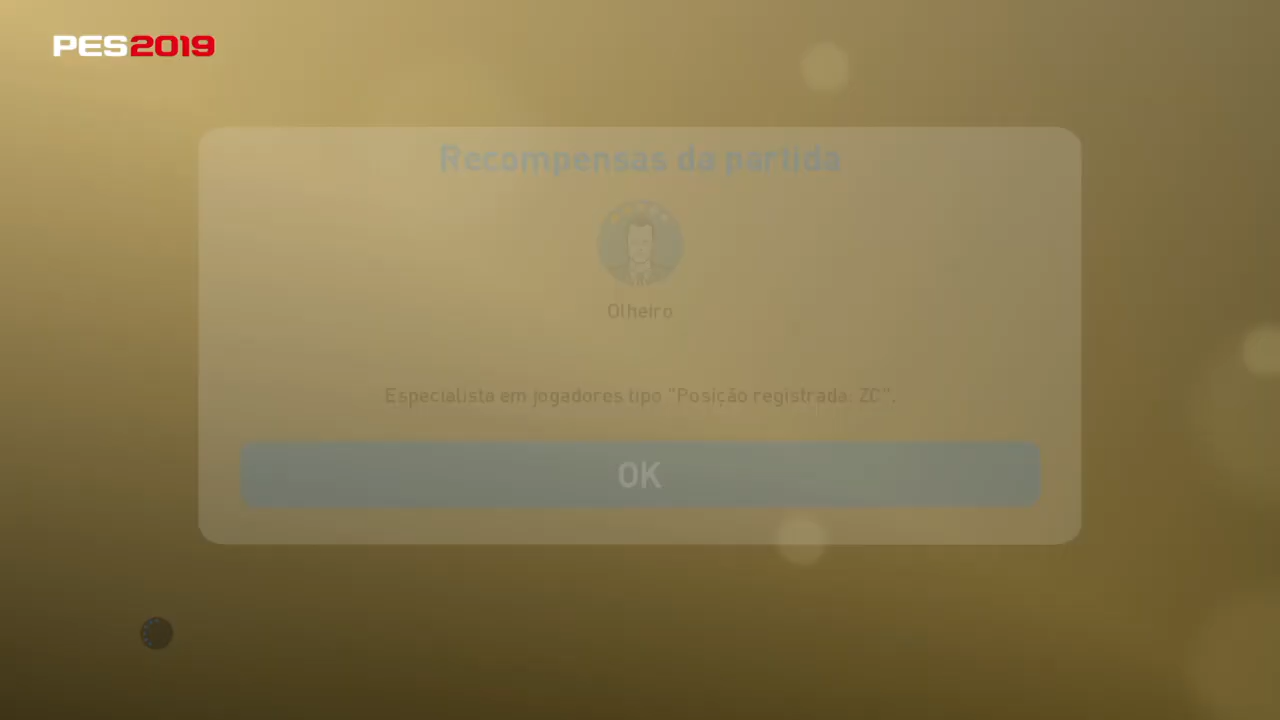 PES2019
Recompensas da partida
Olheiro
Especialista em jogadores tipo "Posição registrada: ZC".
OK